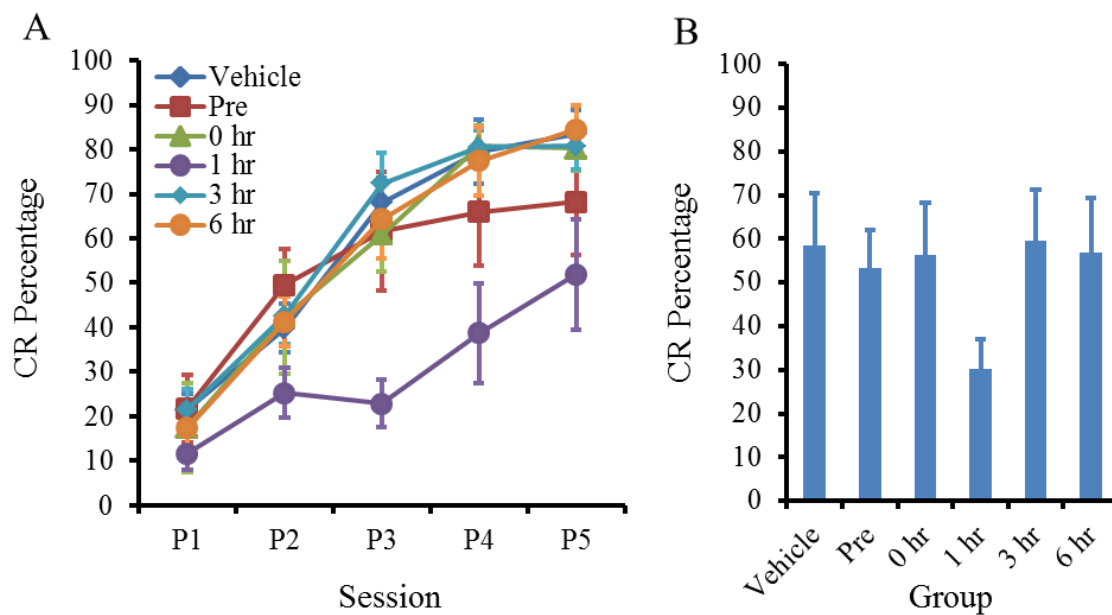 A
CR Percentage
100
90
80
70
60
50
40
30
20
10
0
Vehicle
Pre
0 hr
1 hr
3 hr
6 hr
P1 P2 P3 P4 P5
Session
B
CR Percentage
100
90
80
70
60
50
40
30
20
10
0
Vehicle Pre 0 hr 1 hr 3 hr 6 hr
Group